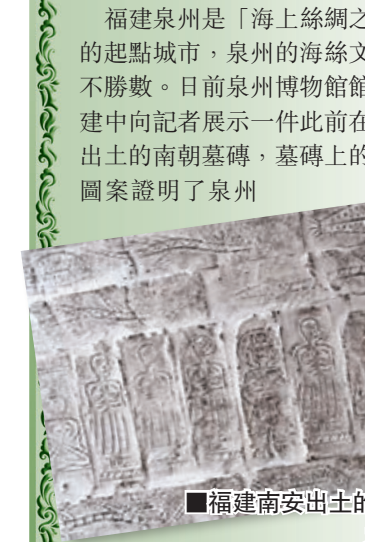 福建泉州是「海上絲綢之
的起點城市，泉州的海絲文
不勝數。日前泉州博物館館
建中向記者展示一件此前在
出土的南朝墓磚，墓磚上的
圖案證明了泉州
■福建南安出土的